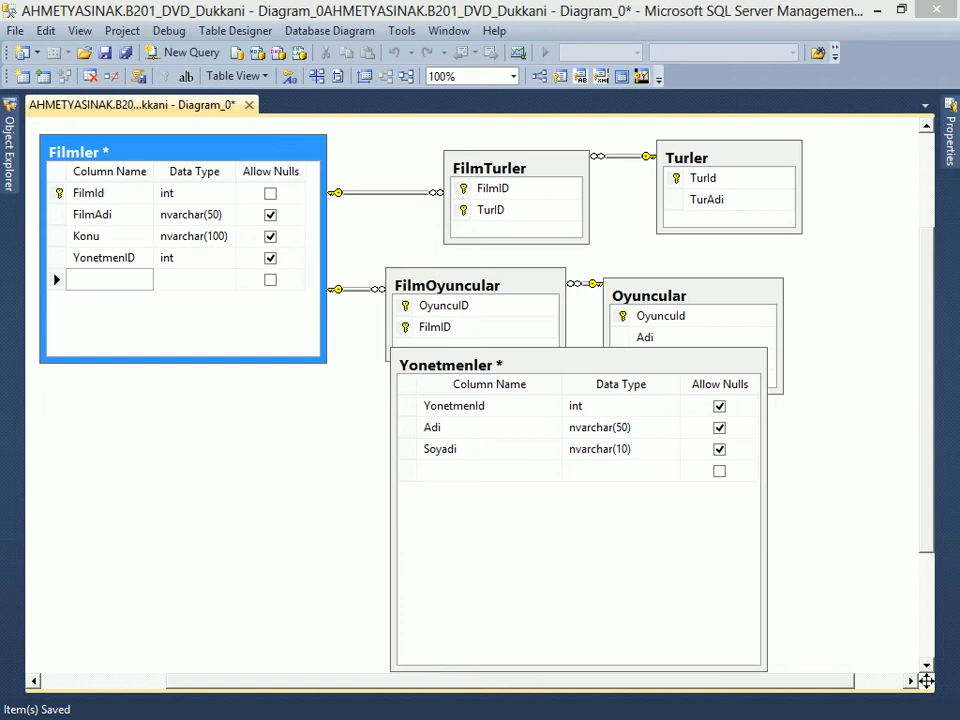 AHMETYASINAK.B201_DVD_Dukkani - Diagram_0AHMETYASINAK.B201_DVD_Dukkani - Diagram_0* - Microsoft SQL Server Managemen...
File Edit View Project Debug Table Designer Database Diagram Tools Window Help
New Query
ab Table View 100%
AHMETYASINAK.B20...kkani - Diagram_0*
Object Explorer
Properties
Filmler *
Column Name Data Type Allow Nulls
FilmId int
FilmAdi nvarchar(50)
Konu nvarchar(100)
YonetmenID int
FilmTurler
FilmID
TurID
Turler
TurId
TurAdi
FilmOyuncular
OyuncuID
FilmID
Oyuncular
OyuncuId
Adi
Yonetmenler *
Column Name Data Type Allow Nulls
YonetmenId int
Adi nvarchar(50)
Soyadi nvarchar(10)
Item(s) Saved